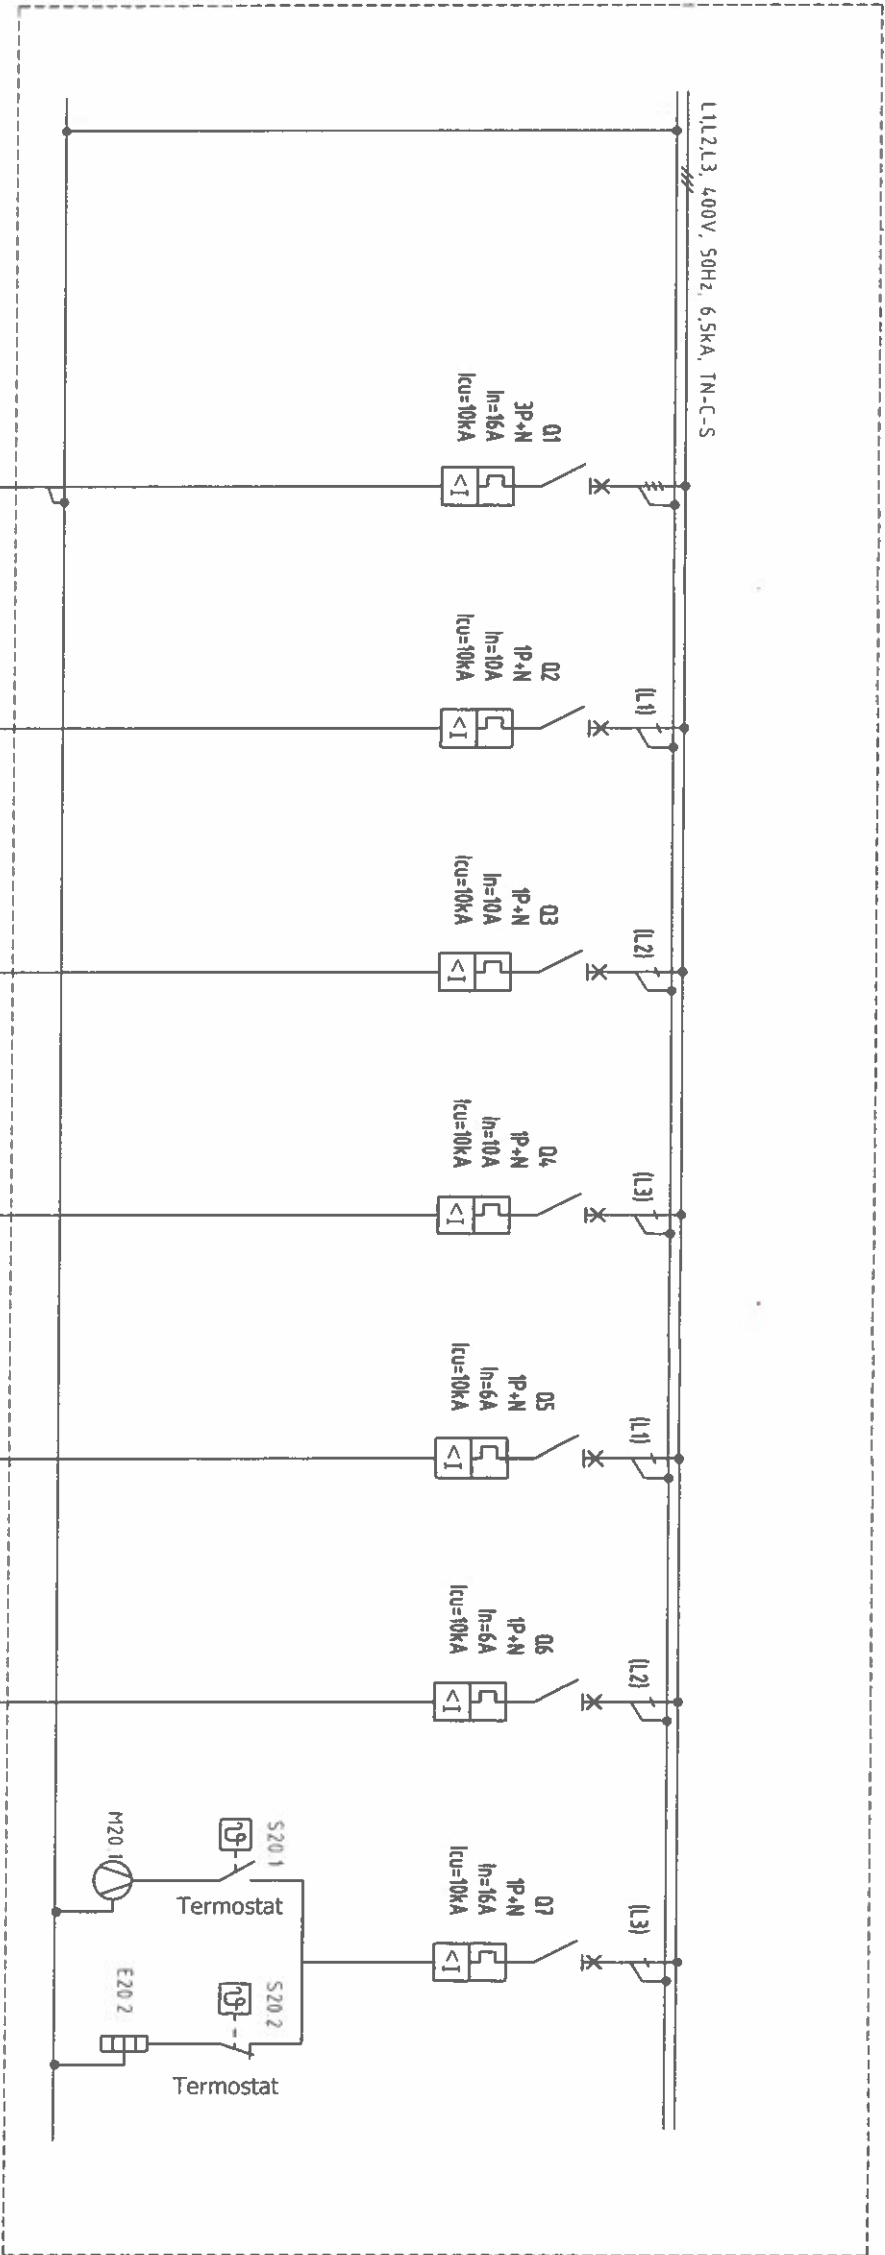 L1,L2,L3, 400V, 50Hz, 6,5kA, TN-C-S
Q1
3P+N
In=16A
Icu=10kA
I>
(L1)
Q2
1P+N
In=10A
Icu=10kA
I>
(L2)
Q3
1P+N
In=10A
Icu=10kA
I>
(L3)
Q4
1P+N
In=10A
Icu=10kA
I>
(L1)
Q5
1P+N
In=6A
Icu=10kA
I>
(L2)
Q6
1P+N
In=6A
Icu=10kA
I>
(L3)
Q7
1P+N
In=16A
Icu=10kA
I>
S20.1
Termostat
M20.1
S20.2
Termostat
E20.2